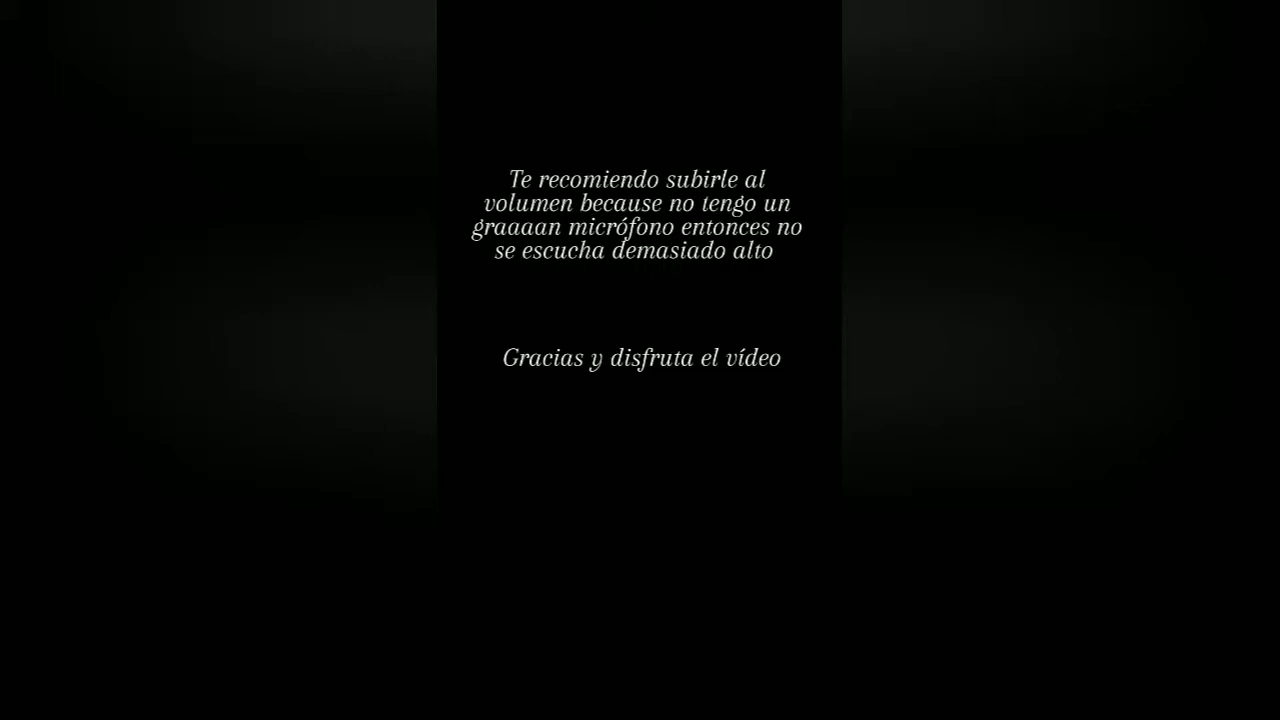 Te recomiendo subirle al
volumen because no tengo un
graaaan micrófono entonces no
se escucha demasiado alto
Gracias y disfruta el vídeo